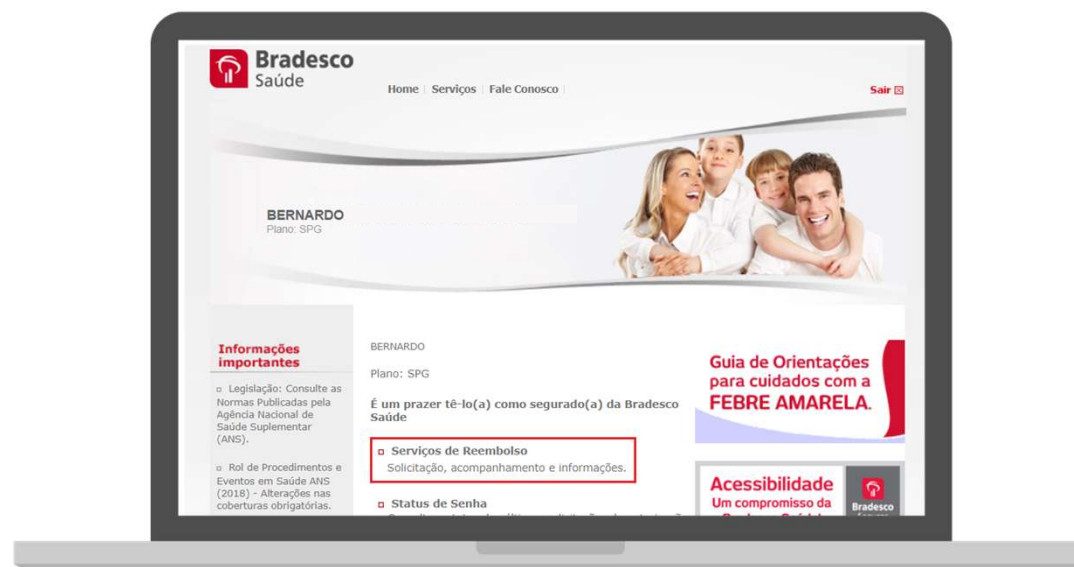 Bradesco
Saúde
Home | Serviços | Fale Conosco |
Sair
BERNARDO
Plano: SPG
Informações
importantes
Legislação: Consulte as
Normas Publicadas pela
Agência Nacional de
Saúde Suplementar
(ANS).
Rol de Procedimentos e
Eventos em Saúde ANS
(2018) - Alterações nas
coberturas obrigatórias.
BERNARDO
Plano: SPG
É um prazer tê-lo(a) como segurado(a) da Bradesco
Saúde
Serviços de Reembolso
Solicitação, acompanhamento e informações.
Status de Senha
Guia de Orientações
para cuidados com a
FEBRE AMARELA.
Acessibilidade
Um compromisso da
Bradesco